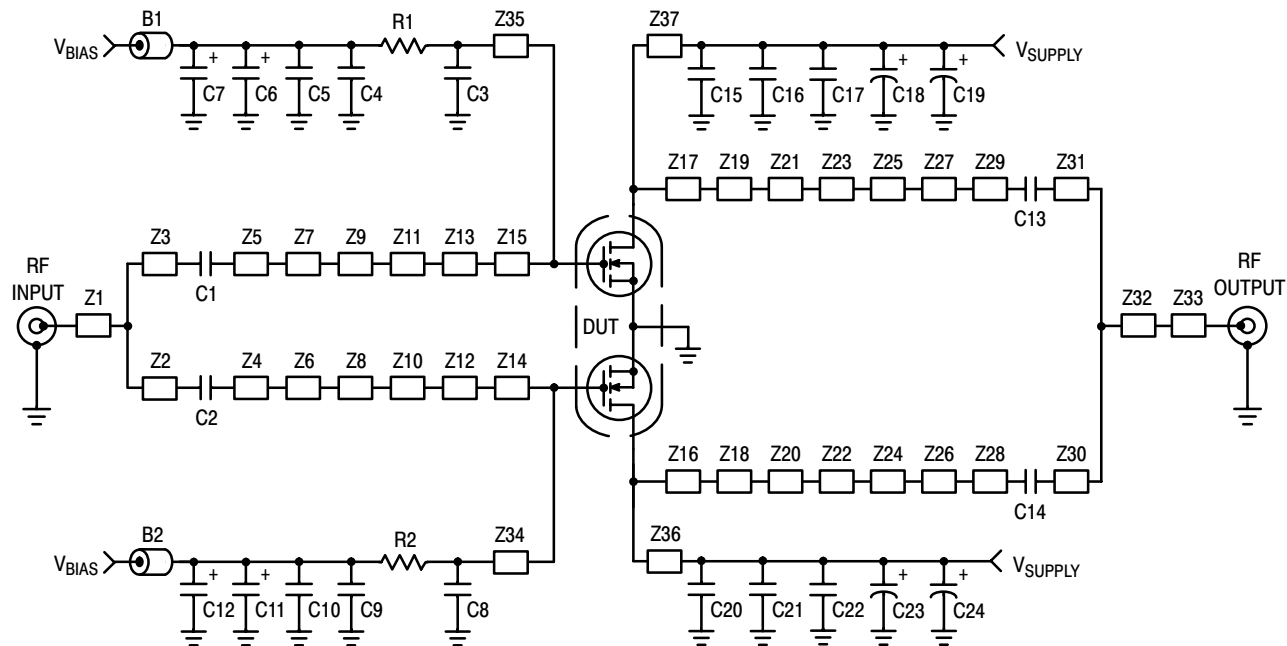 B1 R1 Z35 Z37
VBIAS VSUPPLY
+ + + +
C7 C6 C5 C4 C3 C15 C16 C17 C18 C19
Z17 Z19 Z21 Z23 Z25 Z27 Z29 Z31
C13
Z3 Z5 Z7 Z9 Z11 Z13 Z15
C1
RF INPUT
Z1
DUT
Z32 Z33
RF OUTPUT
Z2 Z4 Z6 Z8 Z10 Z12 Z14
C2
Z16 Z18 Z20 Z22 Z24 Z26 Z28 Z30
C14
B2 R2 Z34 Z36
VBIAS VSUPPLY
+ + + +
C12 C11 C10 C9 C8 C20 C21 C22 C23 C24